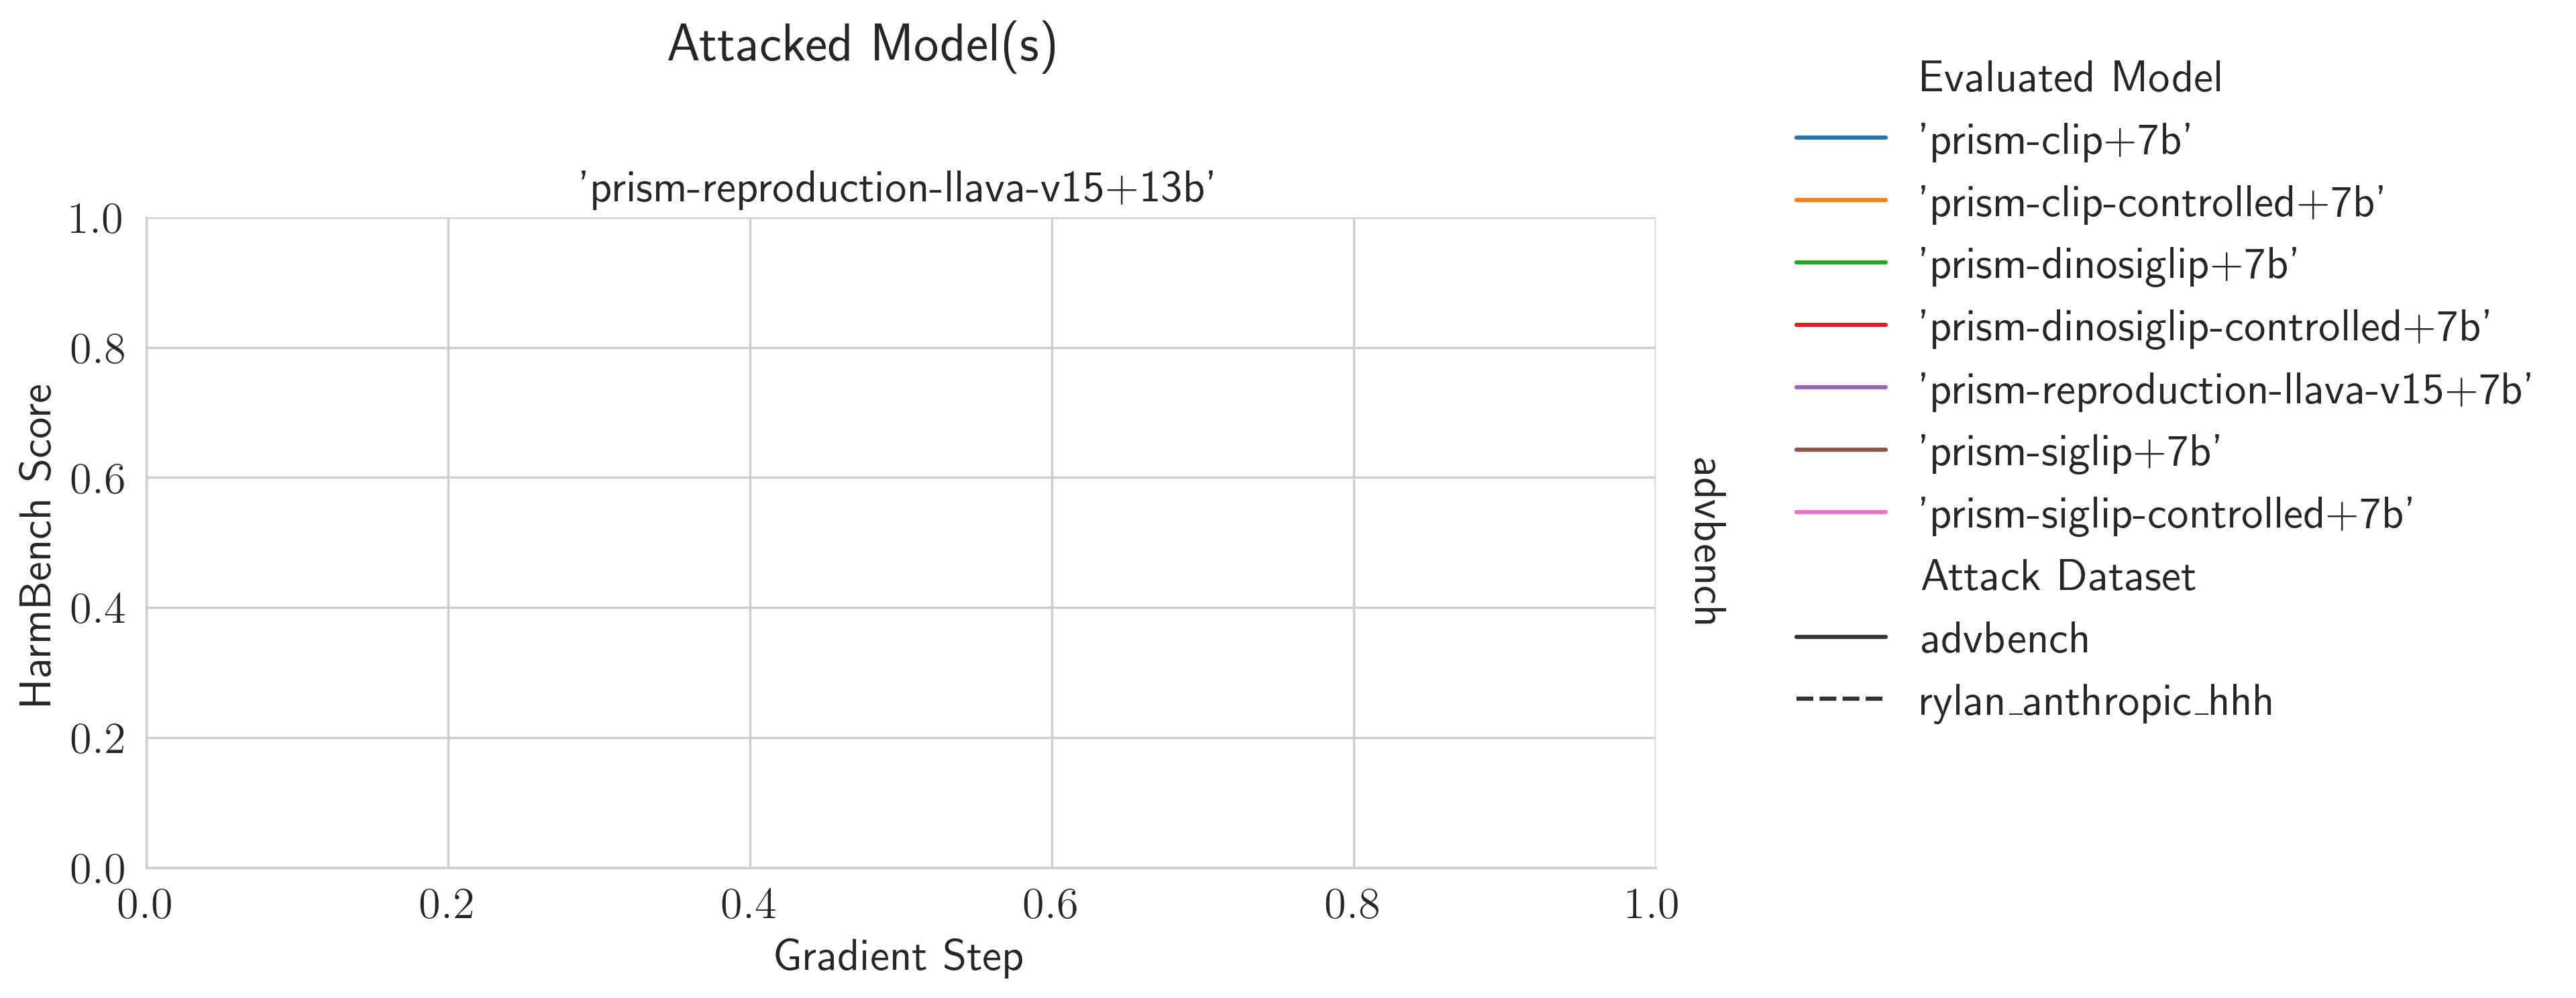 Attacked Model(s)
'prism-reproduction-llava-v15+13b'
1.0
0.8
0.6
0.4
0.2
0.0
HarmBench Score
0.0 0.2 0.4 0.6 0.8 1.0
Gradient Step
advbench
Evaluated Model
'prism-clip+7b'
'prism-clip-controlled+7b'
'prism-dinosiglip+7b'
'prism-dinosiglip-controlled+7b'
'prism-reproduction-llava-v15+7b'
'prism-siglip+7b'
'prism-siglip-controlled+7b'
Attack Dataset
advbench
rylan_anthropic_hhh